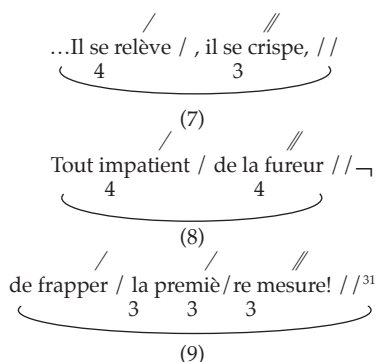 / //
…Il se relève / , il se crispe, //
4 3
(7)
/ //
Tout impatient / de la fureur //¬
4 4
(8)
/ / //
de frapper / la premiè/re mesure! //³¹
3 3 3
(9)